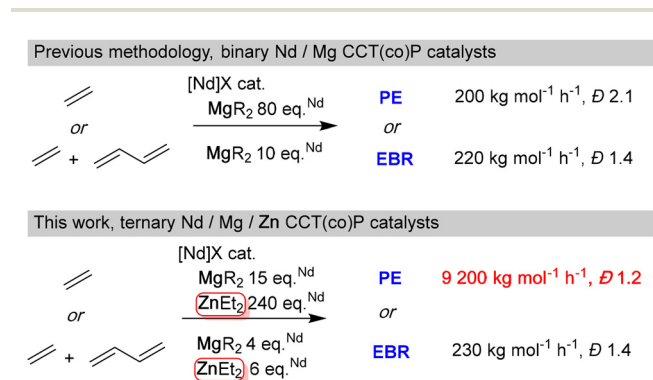 Previous methodology, binary Nd / Mg CCT(co)P catalysts
[Nd]X cat.
MgR2 80 eq.Nd
PE 200 kg mol-1 h-1, Đ 2.1
or or
+ MgR2 10 eq.Nd EBR 220 kg mol-1 h-1, Đ 1.4
This work, ternary Nd / Mg / Zn CCT(co)P catalysts
[Nd]X cat.
MgR2 15 eq.Nd PE 9 200 kg mol-1 h-1, Đ 1.2
ZnEt2 240 eq.Nd
or or
MgR2 4 eq.Nd
+ EBR 230 kg mol-1 h-1, Đ 1.4
ZnEt2 6 eq.Nd